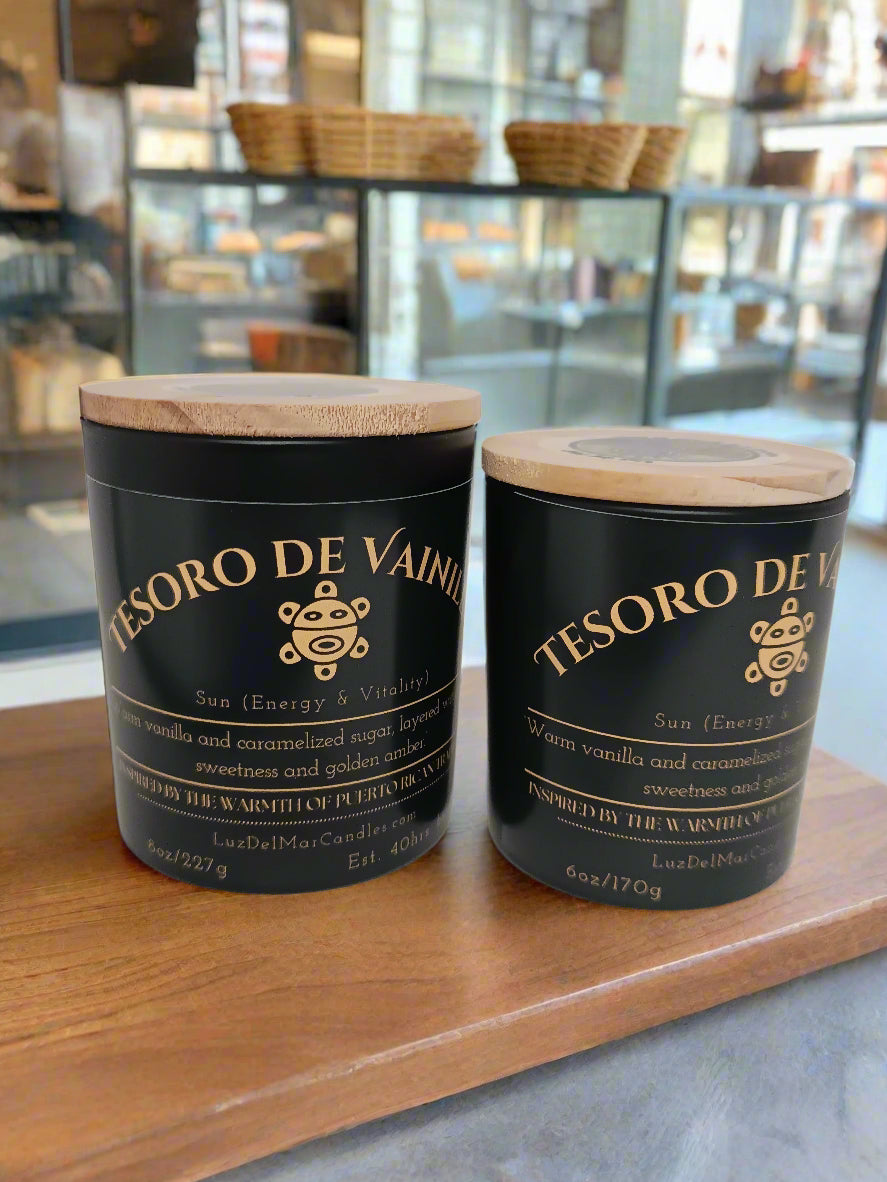 TESORO DE VAINIL
Sun (Energy & Vitality)
Warm vanilla and caramelized sugar, layered
sweetness and golden amber.
INSPIRED BY THE WARMTH OF PUERTO RICAN
LuzDelMarCandles.com
8oz/227g
Est. 40hrs
TESORO DE VA
Sun (Energy &
Warm vanilla and caramelized
sweetness and
INSPIRED BY THE WARMTH OF
LuzDelMarCan
6oz/170g